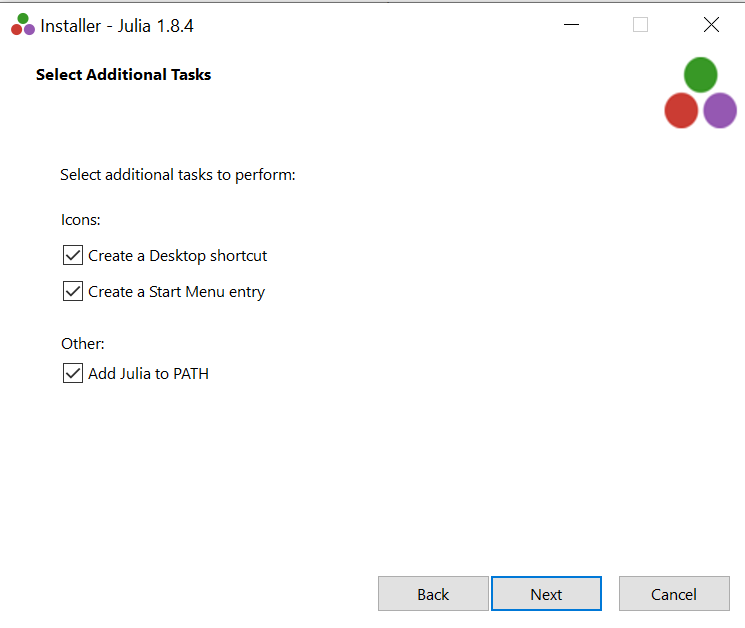 Installer - Julia 1.8.4
Select Additional Tasks
Select additional tasks to perform:
Icons:
Create a Desktop shortcut
Create a Start Menu entry
Other:
Add Julia to PATH
Back Next Cancel